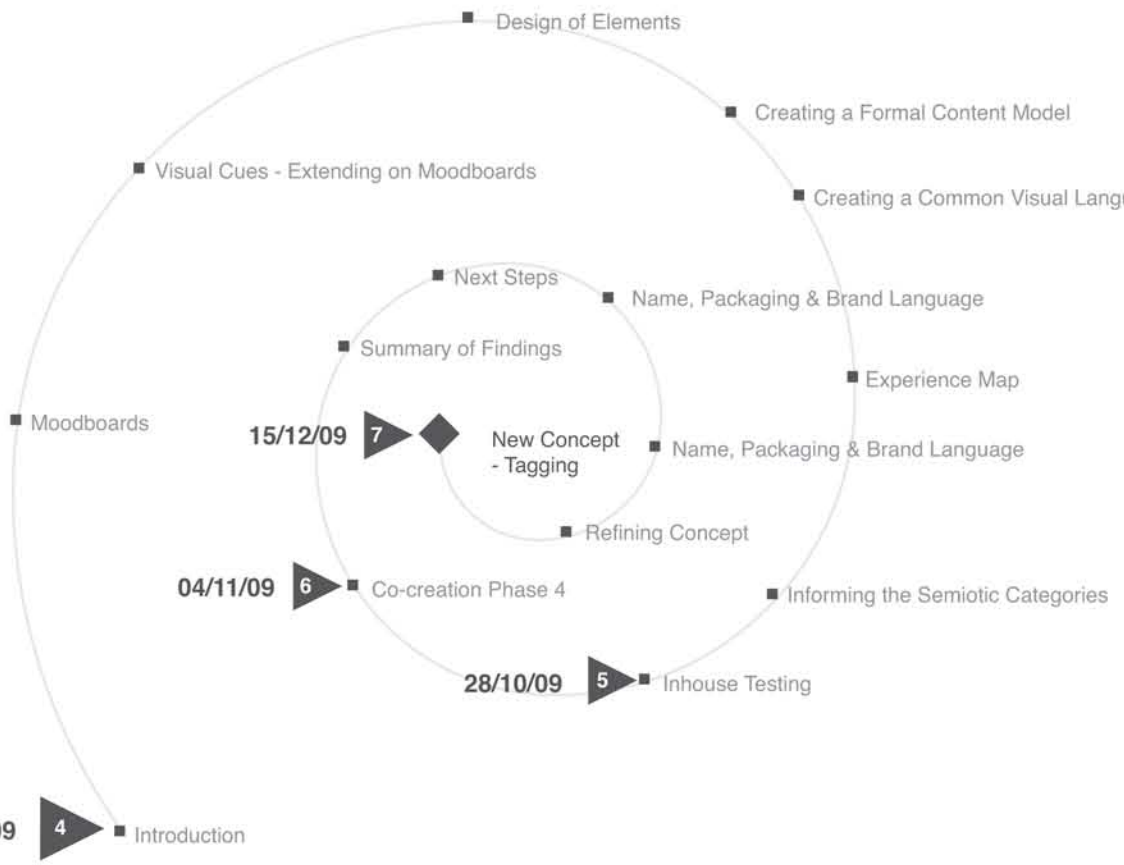 Design of Elements
Creating a Formal Content Model
Visual Cues - Extending on Moodboards
Creating a Common Visual
Next Steps
Name, Packaging & Brand Language
Summary of Findings
Experience Map
Moodboards
15/12/09 7
New Concept
- Tagging
Name, Packaging & Brand Language
Refining Concept
04/11/09 6 Co-creation Phase 4
Informing the Semiotic Categories
28/10/09 5 Inhouse Testing
4 Introduction